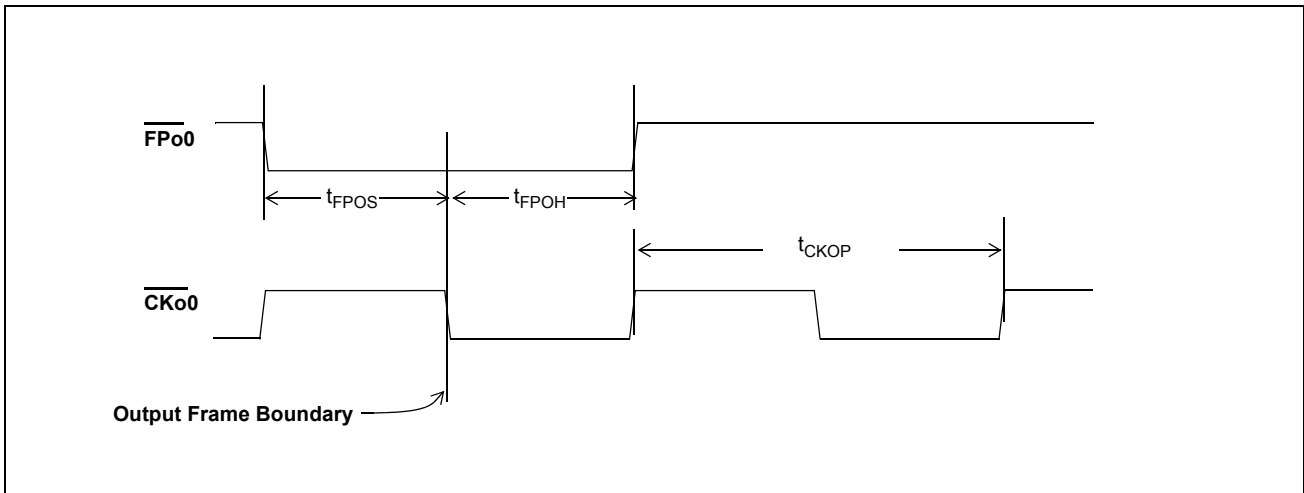 FPo0
tFPOS
tFPOH
tCKOP
CKo0
Output Frame Boundary